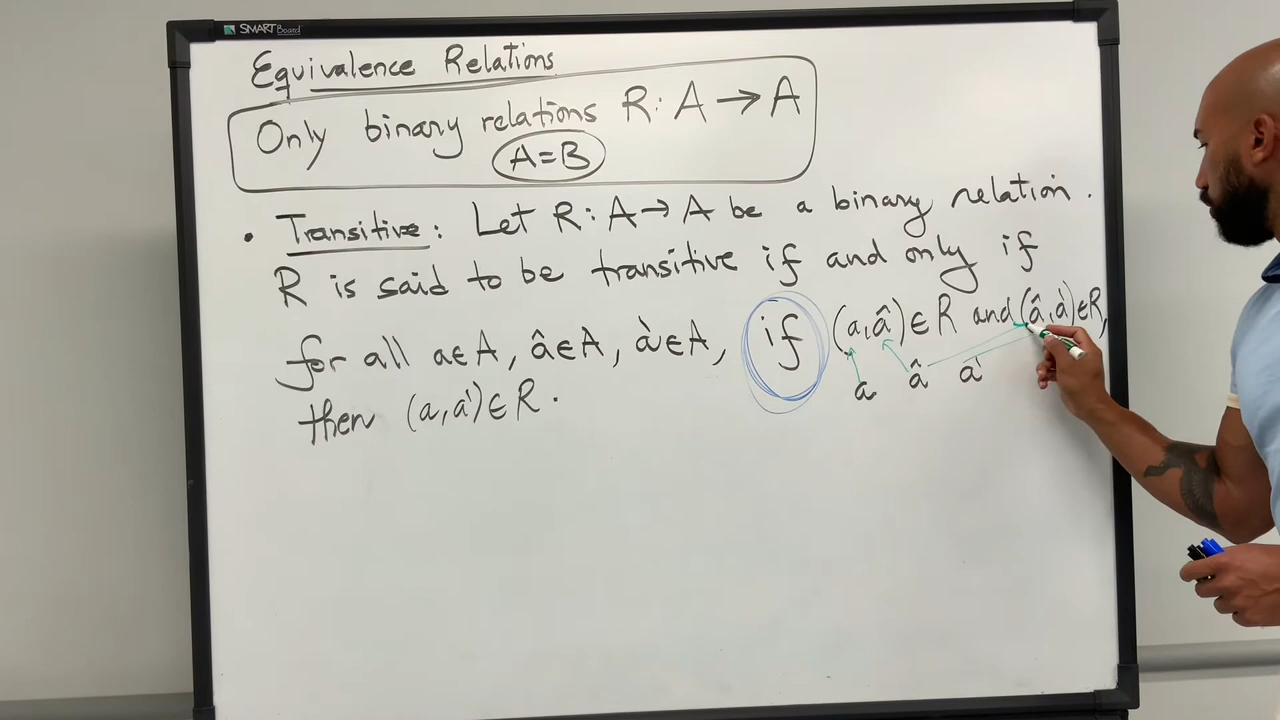 SMART Board
Equivalence Relations
Only binary relations R: A → A
A=B
• Transitive: Let R: A → A be a binary relation.
R is said to be transitive if and only if
for all a∈A, â∈A, à∈A, if (a,â)∈R and (â,à)∈R,
a â à
then (a,à)∈R.